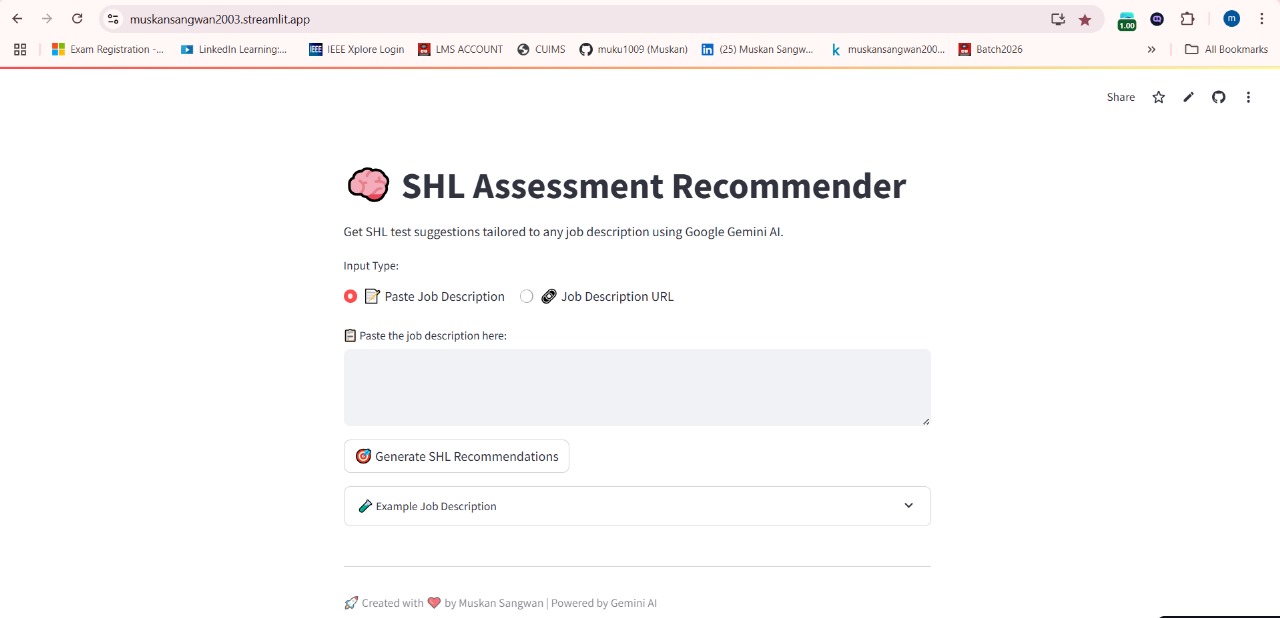 muskansangwan2003.streamlit.app
1.00
m
Exam Registration -... LinkedIn Learning:... IEEE IEEE Xplore Login LMS ACCOUNT CUIMS muku1009 (Muskan) in (25) Muskan Sangw... k muskansangwan200... Batch2026 » All Bookmarks
Share
🧠 SHL Assessment Recommender
Get SHL test suggestions tailored to any job description using Google Gemini AI.
Input Type:
📝 Paste Job Description 🔗 Job Description URL
📋 Paste the job description here:
🎯 Generate SHL Recommendations
🧪 Example Job Description
🚀 Created with ❤️ by Muskan Sangwan | Powered by Gemini AI